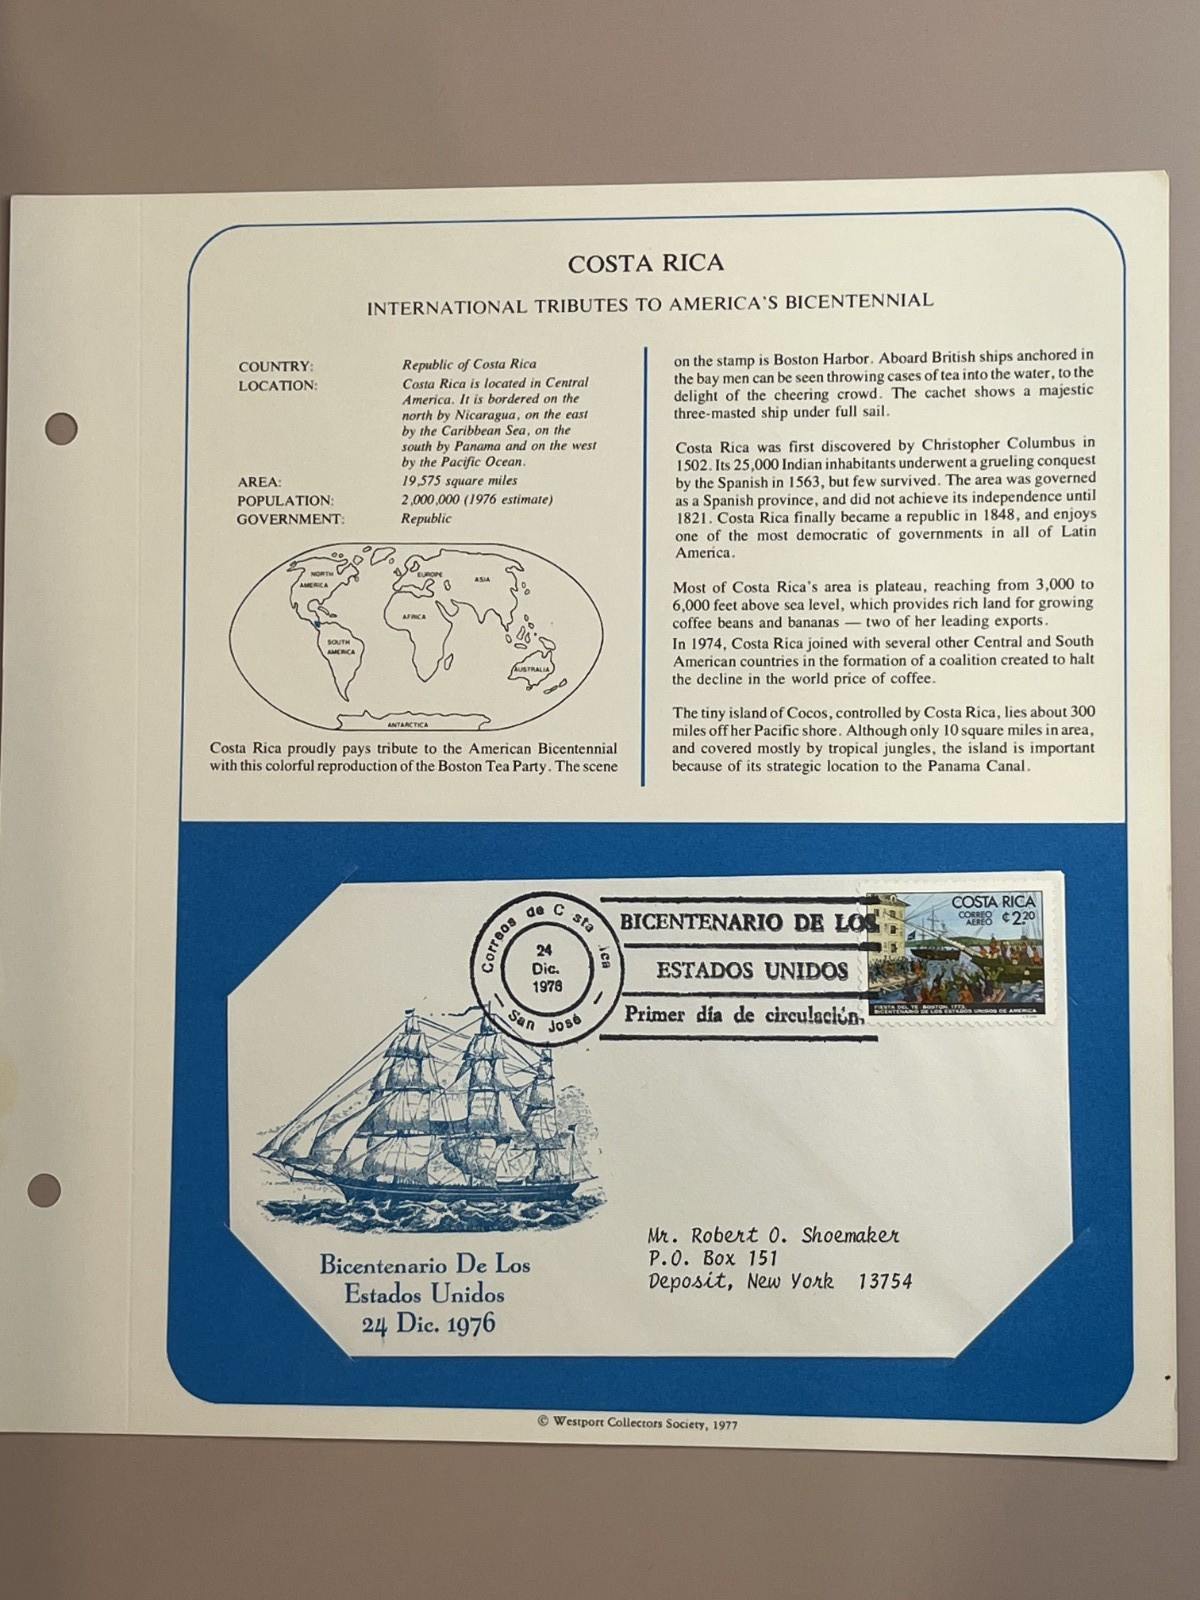 COSTA RICA
INTERNATIONAL TRIBUTES TO AMERICA'S BICENTENNIAL
COUNTRY: Republic of Costa Rica
LOCATION: Costa Rica is located in Central
America. It is bordered on the
north by Nicaragua, on the east
by the Caribbean Sea, on the
south by Panama and on the west
by the Pacific Ocean.
AREA: 19,575 square miles
POPULATION: 2,000,000 (1976 estimate)
GOVERNMENT: Republic
NORTH
AMERICA
EUROPE
ASIA
AFRICA
SOUTH
AMERICA
AUSTRALIA
ANTARCTICA
Costa Rica proudly pays tribute to the American Bicentennial
with this colorful reproduction of the Boston Tea Party. The scene
on the stamp is Boston Harbor. Aboard British ships anchored in
the bay men can be seen throwing cases of tea into the water, to the
delight of the cheering crowd. The cachet shows a majestic
three-masted ship under full sail.
Costa Rica was first discovered by Christopher Columbus in
1502. Its 25,000 Indian inhabitants underwent a grueling conquest
by the Spanish in 1563, but few survived. The area was governed
as a Spanish province, and did not achieve its independence until
1821. Costa Rica finally became a republic in 1848, and enjoys
one of the most democratic of governments in all of Latin
America.
Most of Costa Rica's area is plateau, reaching from 3,000 to
6,000 feet above sea level, which provides rich land for growing
coffee beans and bananas — two of her leading exports.
In 1974, Costa Rica joined with several other Central and South
American countries in the formation of a coalition created to halt
the decline in the world price of coffee.
The tiny island of Cocos, controlled by Costa Rica, lies about 300
miles off her Pacific shore. Although only 10 square miles in area,
and covered mostly by tropical jungles, the island is important
because of its strategic location to the Panama Canal.
Correos de C sta ica
24
Dic.
1976
— San José —
BICENTENARIO DE LOS
ESTADOS UNIDOS
Primer día de circulación.
COSTA RICA
CORREO
AEREO
¢2.20
FIESTA DEL TE BOSTON 1773
BICENTENARIO DE LOS ESTADOS UNIDOS DE AMERICA
Bicentenario De Los
Estados Unidos
24 Dic. 1976
Mr. Robert O. Shoemaker
P.O. Box 151
Deposit, New York 13754
© Westport Collectors Society, 1977